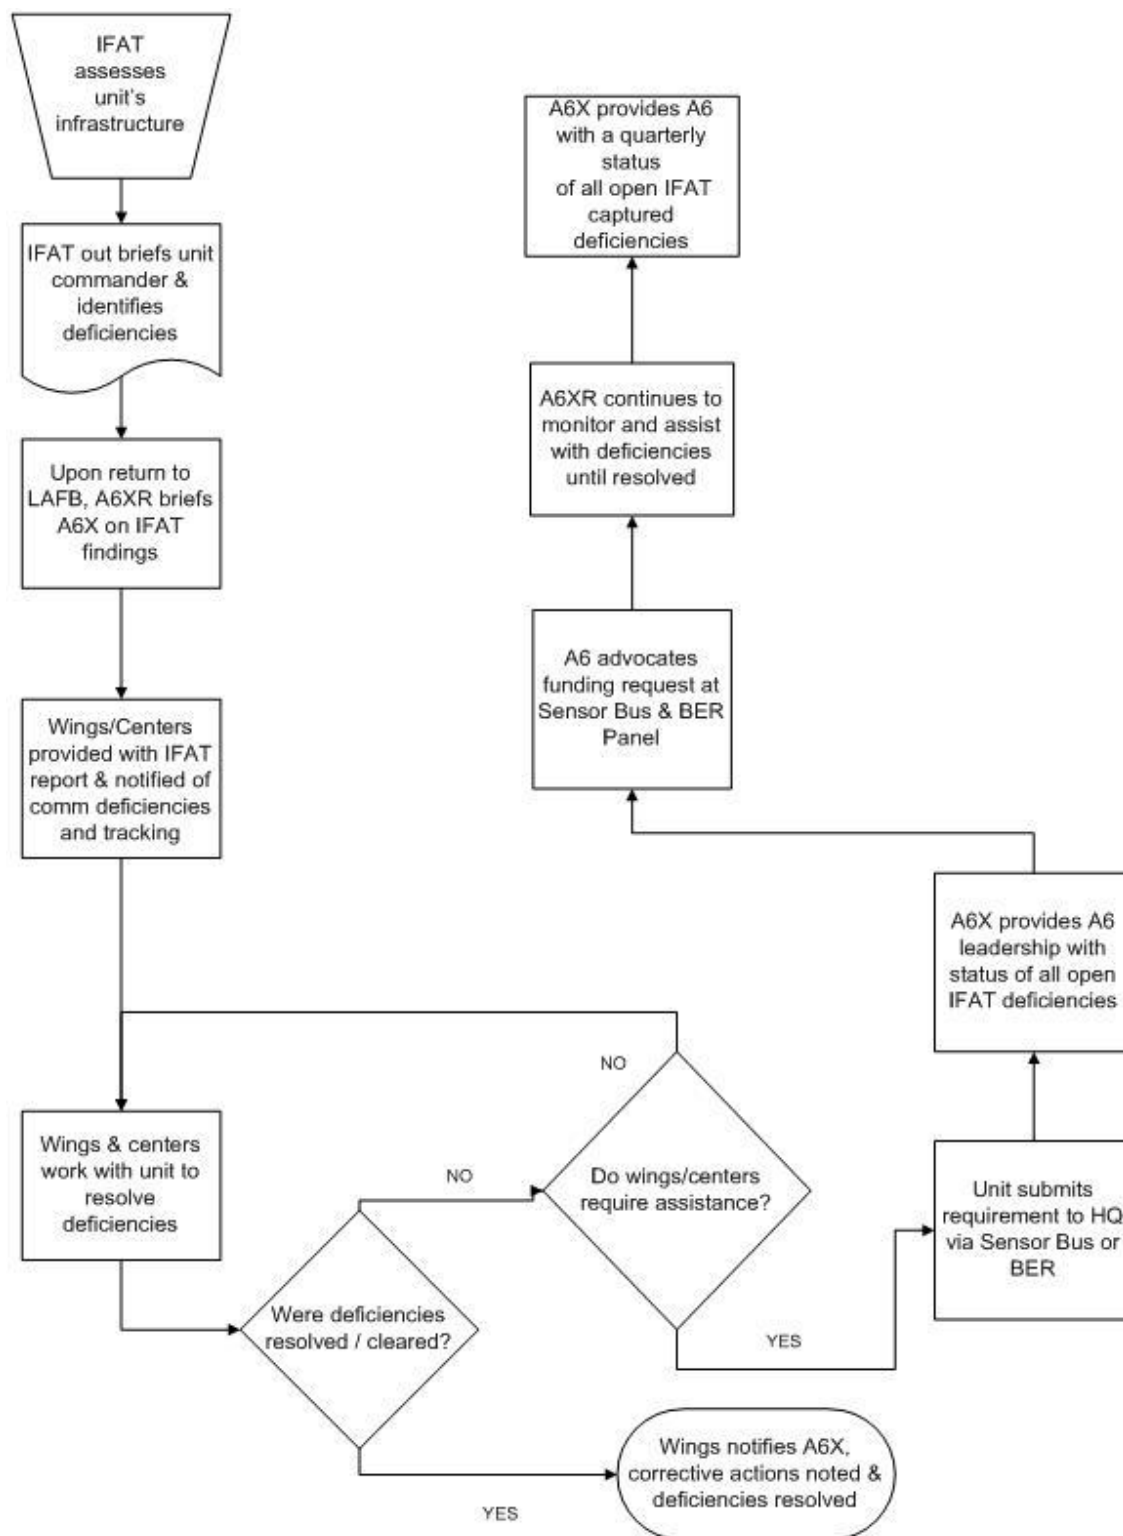 IFAT
assesses
unit's
infrastructure
IFAT out briefs unit
commander &
identifies
deficiencies
Upon return to
LAFB, A6XR briefs
A6X on IFAT
findings
Wings/Centers
provided with IFAT
report & notified of
comm deficiencies
and tracking
Wings & centers
work with unit to
resolve
deficiencies
Were deficiencies
resolved / cleared?
NO
YES
Wings notifies A6X,
corrective actions noted &
deficiencies resolved
Do wings/centers
require assistance?
NO
YES
Unit submits
requirement to HQ
via Sensor Bus or
BER
A6X provides A6
leadership with
status of all open
IFAT deficiencies
A6 advocates
funding request at
Sensor Bus & BER
Panel
A6XR continues to
monitor and assist
with deficiencies
until resolved
A6X provides A6
with a quarterly
status
of all open IFAT
captured
deficiencies